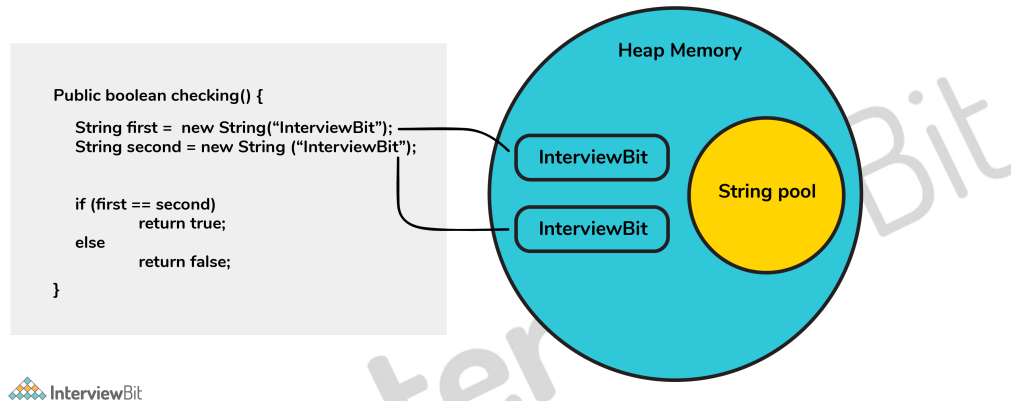 Public boolean checking() {
String first =  new String(“InterviewBit”);
String second = new String (“InterviewBit”);
if (first == second)
return true;
else
return false;
}
Heap Memory
InterviewBit
InterviewBit
String pool
InterviewBit